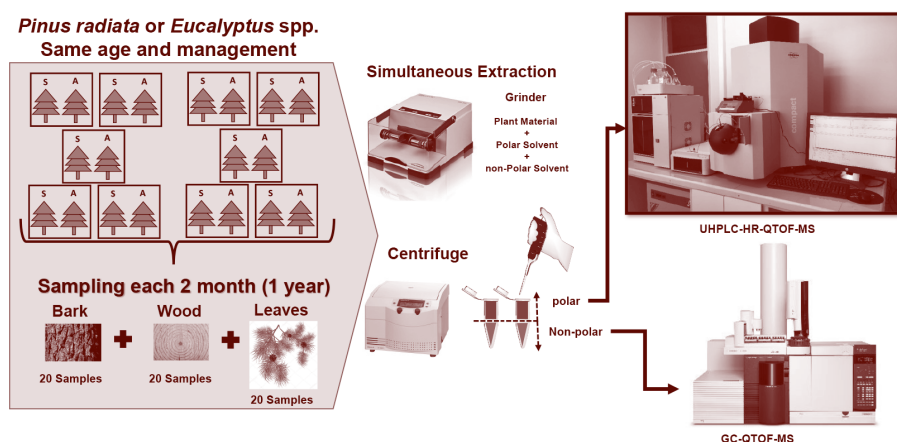 Pinus radiata or Eucalyptus spp.
Same age and management
S A S A S A S A
S A S A
S A S A S A S A
Sampling each 2 month (1 year)
Bark
Wood
Leaves
20 Samples
20 Samples
20 Samples
Simultaneous Extraction
Grinder
Plant Material
+
Polar Solvent
+
non-Polar Solvent
Centrifuge
polar
Non-polar
compact
UHPLC-HR-QTOF-MS
GC-QTOF-MS